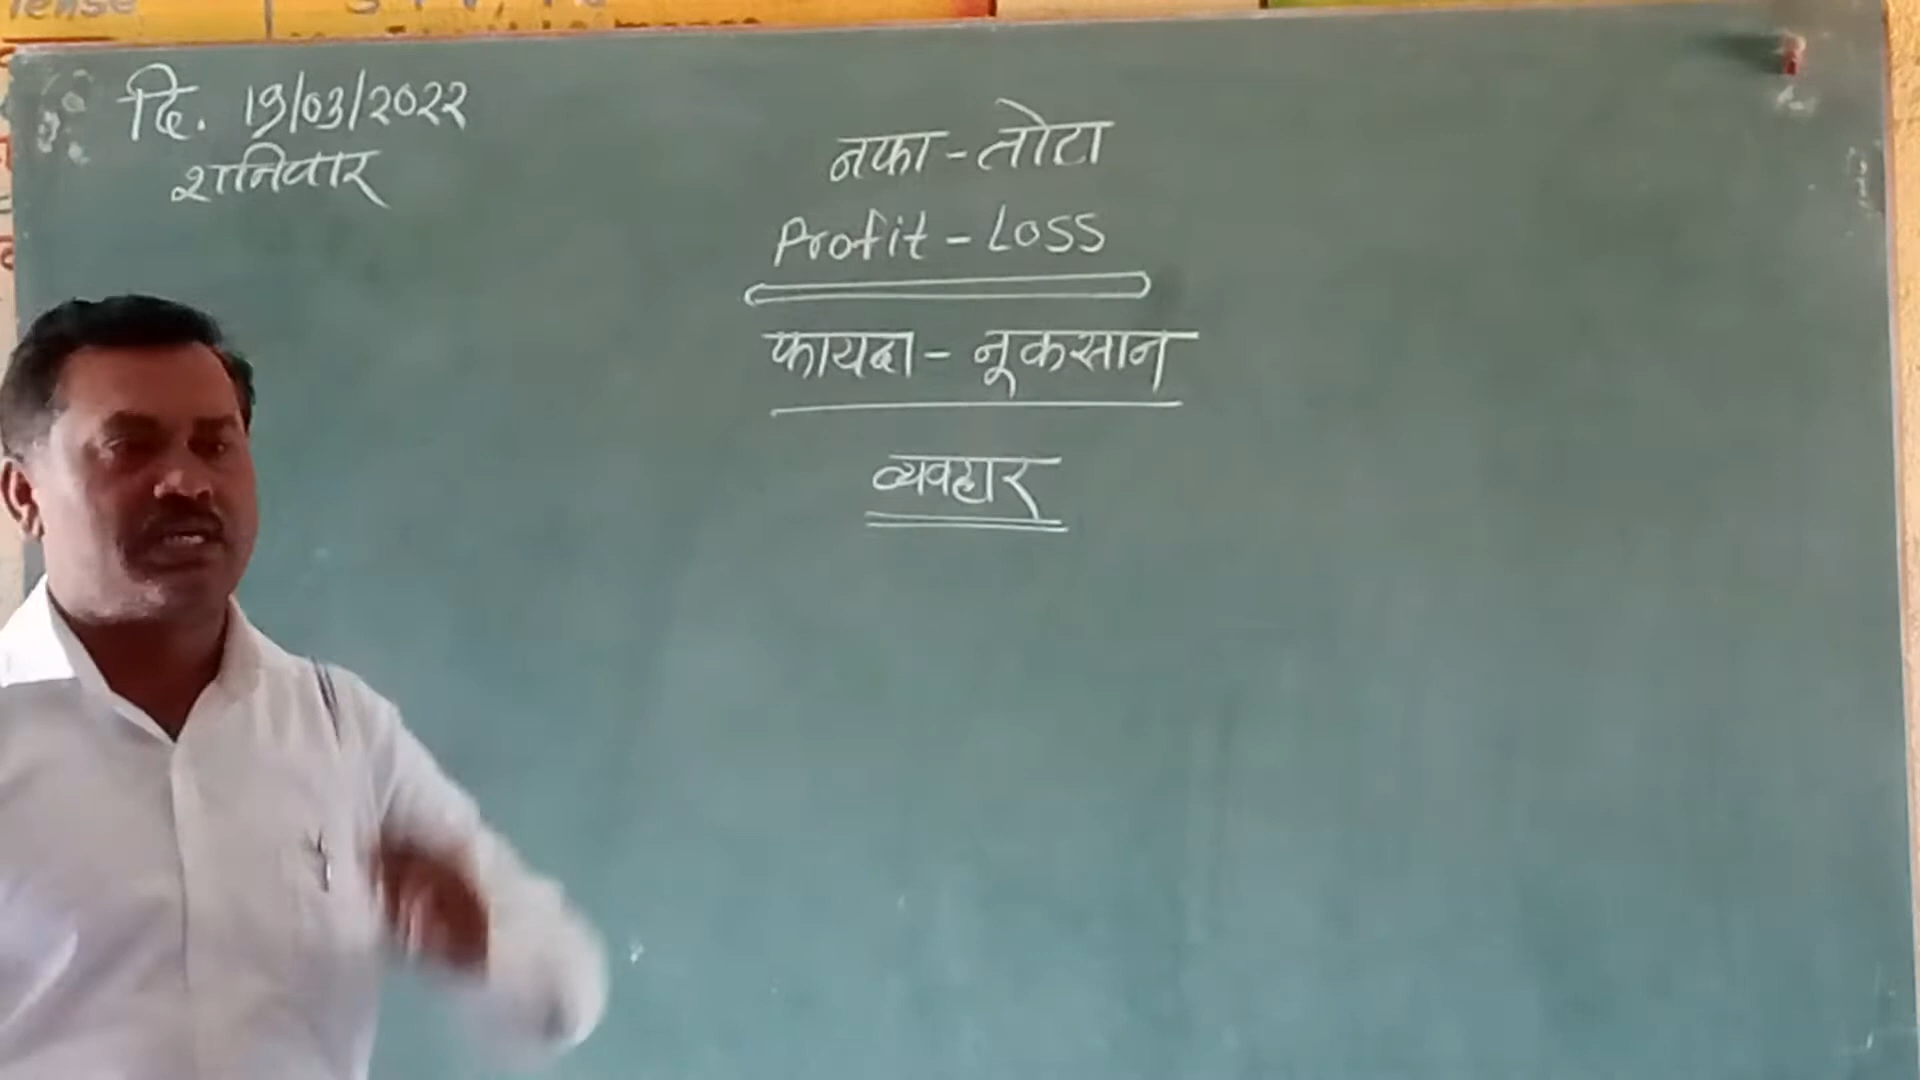 दि. 19/03/2022
शनिवार
नफा - तोटा
Profit - Loss
फायदा - नूकसान
व्यवहार